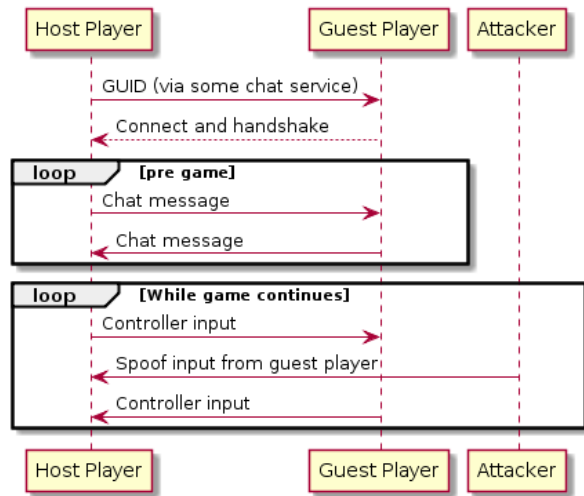 Host Player Guest Player Attacker
GUID (via some chat service)
Connect and handshake
loop [pre game]
Chat message
Chat message
loop [While game continues]
Controller input
Spoof input from guest player
Controller input
Host Player Guest Player Attacker